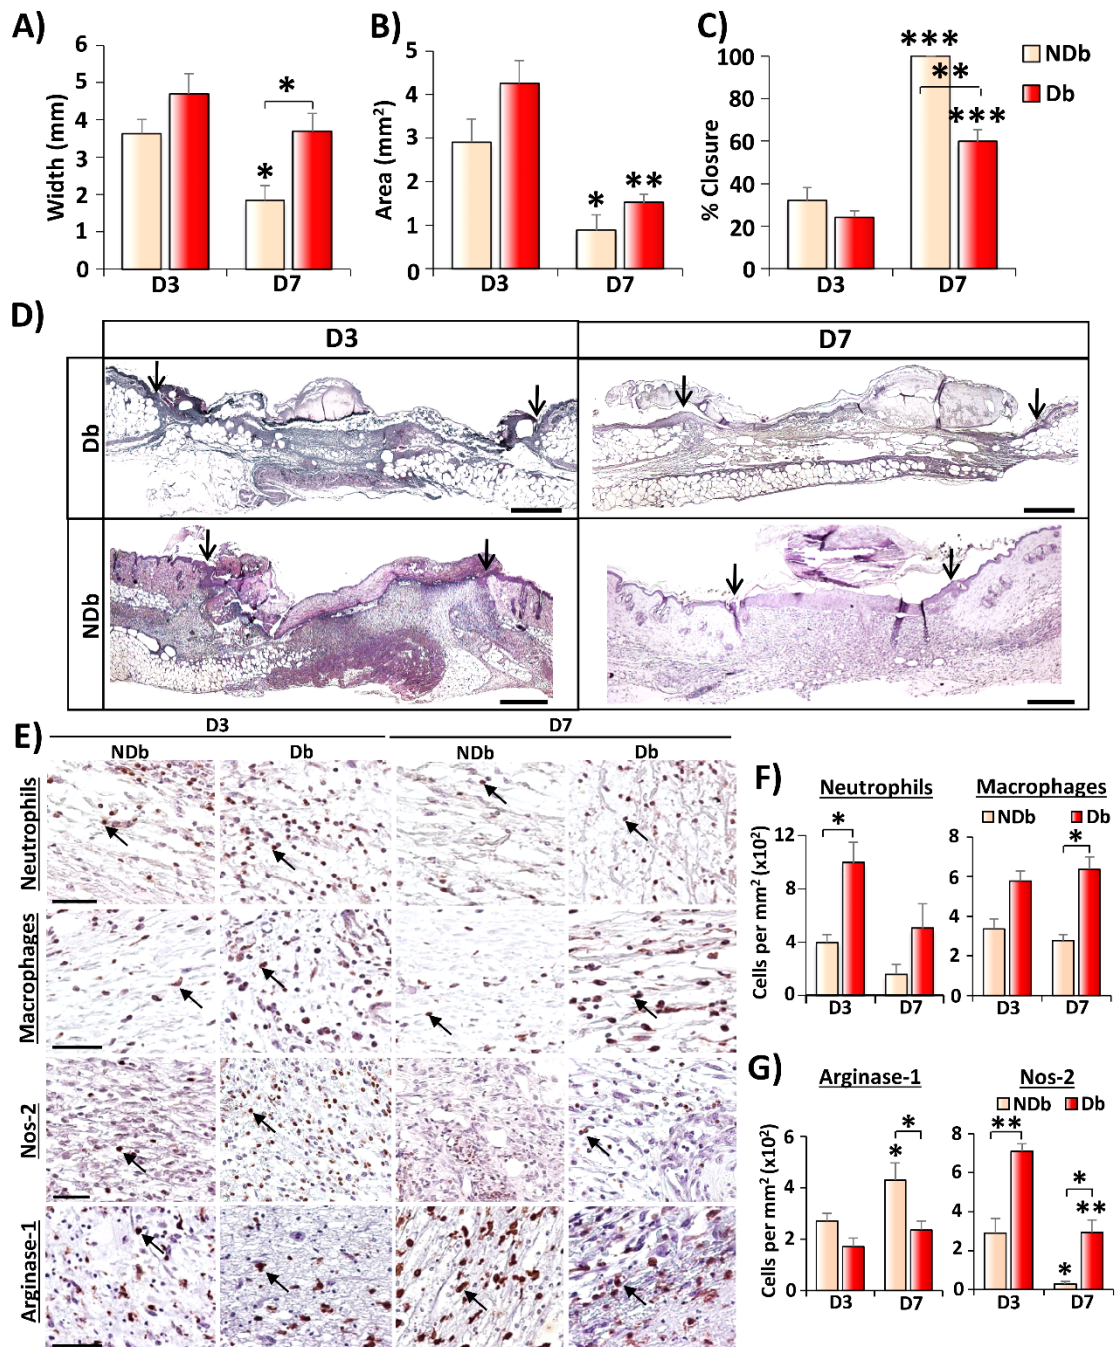 A)
Width (mm)
6
5
4
3
2
1
0
*
*
D3
D7
B)
Area (mm²)
5
4
3
2
1
0
*
**
D3
D7
C)
% Closure
100
80
60
40
20
0
***
**
***
D3
D7
NDb
Db
D)
D3
D7
Db
NDb
E)
D3
D7
NDb
Db
NDb
Db
Neutrophils
Macrophages
Nos-2
Arginase-1
F)
Neutrophils
Macrophages
NDb
Db
Cells per mm² (x10²)
12
8
4
0
*
D3
D7
8
6
4
2
0
*
D3
D7
G)
Arginase-1
Nos-2
NDb
Db
Cells per mm² (x10²)
6
4
2
0
*
*
D3
D7
8
6
4
2
0
**
*
**
*
D3
D7